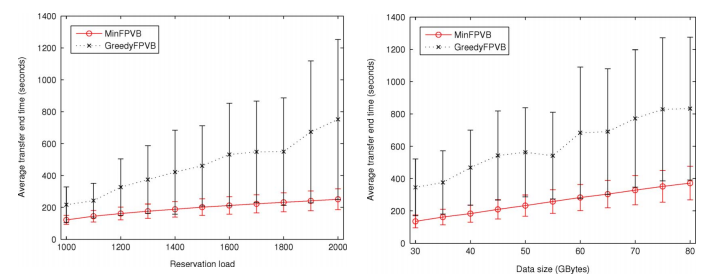 1400
1200
1000
800
600
400
200
0
Average transfer end time (seconds)
MinFPVB
GreedyFPVB
1000 1200 1400 1600 1800 2000
Reservation load
1400
1200
1000
800
600
400
200
0
Average transfer end time (seconds)
MinFPVB
GreedyFPVB
30 40 50 60 70 80
Data size (GBytes)